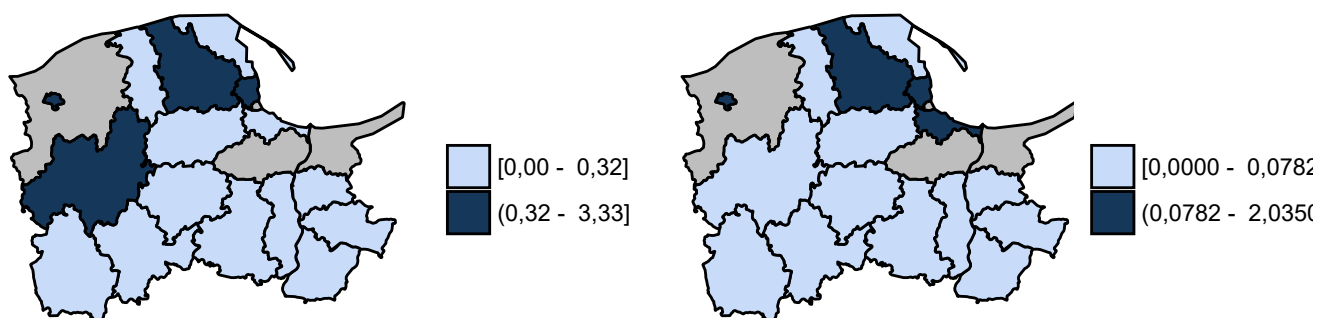 [0,00 -  0,32]
(0,32 -  3,33]
[0,0000 -  0,0782
(0,0782 -  2,0350